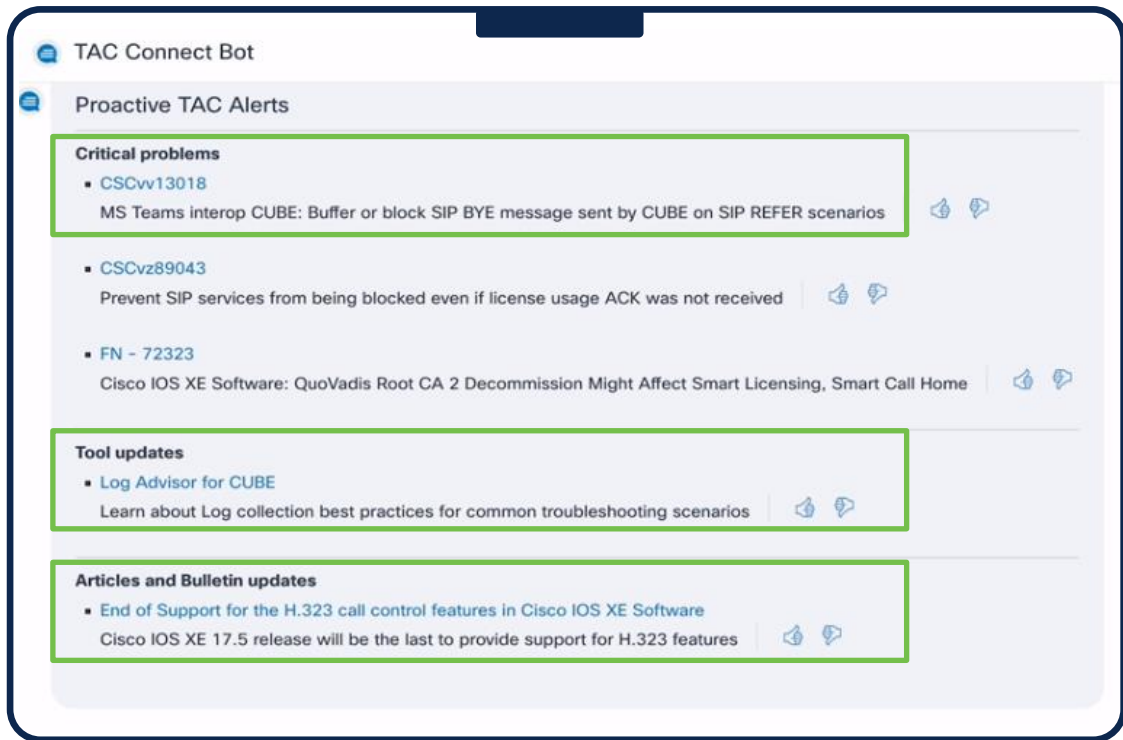 TAC Connect Bot
Proactive TAC Alerts
Critical problems
CSCvv13018
MS Teams interop CUBE: Buffer or block SIP BYE message sent by CUBE on SIP REFER scenarios
CSCvz89043
Prevent SIP services from being blocked even if license usage ACK was not received
FN - 72323
Cisco IOS XE Software: QuoVadis Root CA 2 Decommission Might Affect Smart Licensing, Smart Call Home
Tool updates
Log Advisor for CUBE
Learn about Log collection best practices for common troubleshooting scenarios
Articles and Bulletin updates
End of Support for the H.323 call control features in Cisco IOS XE Software
Cisco IOS XE 17.5 release will be the last to provide support for H.323 features